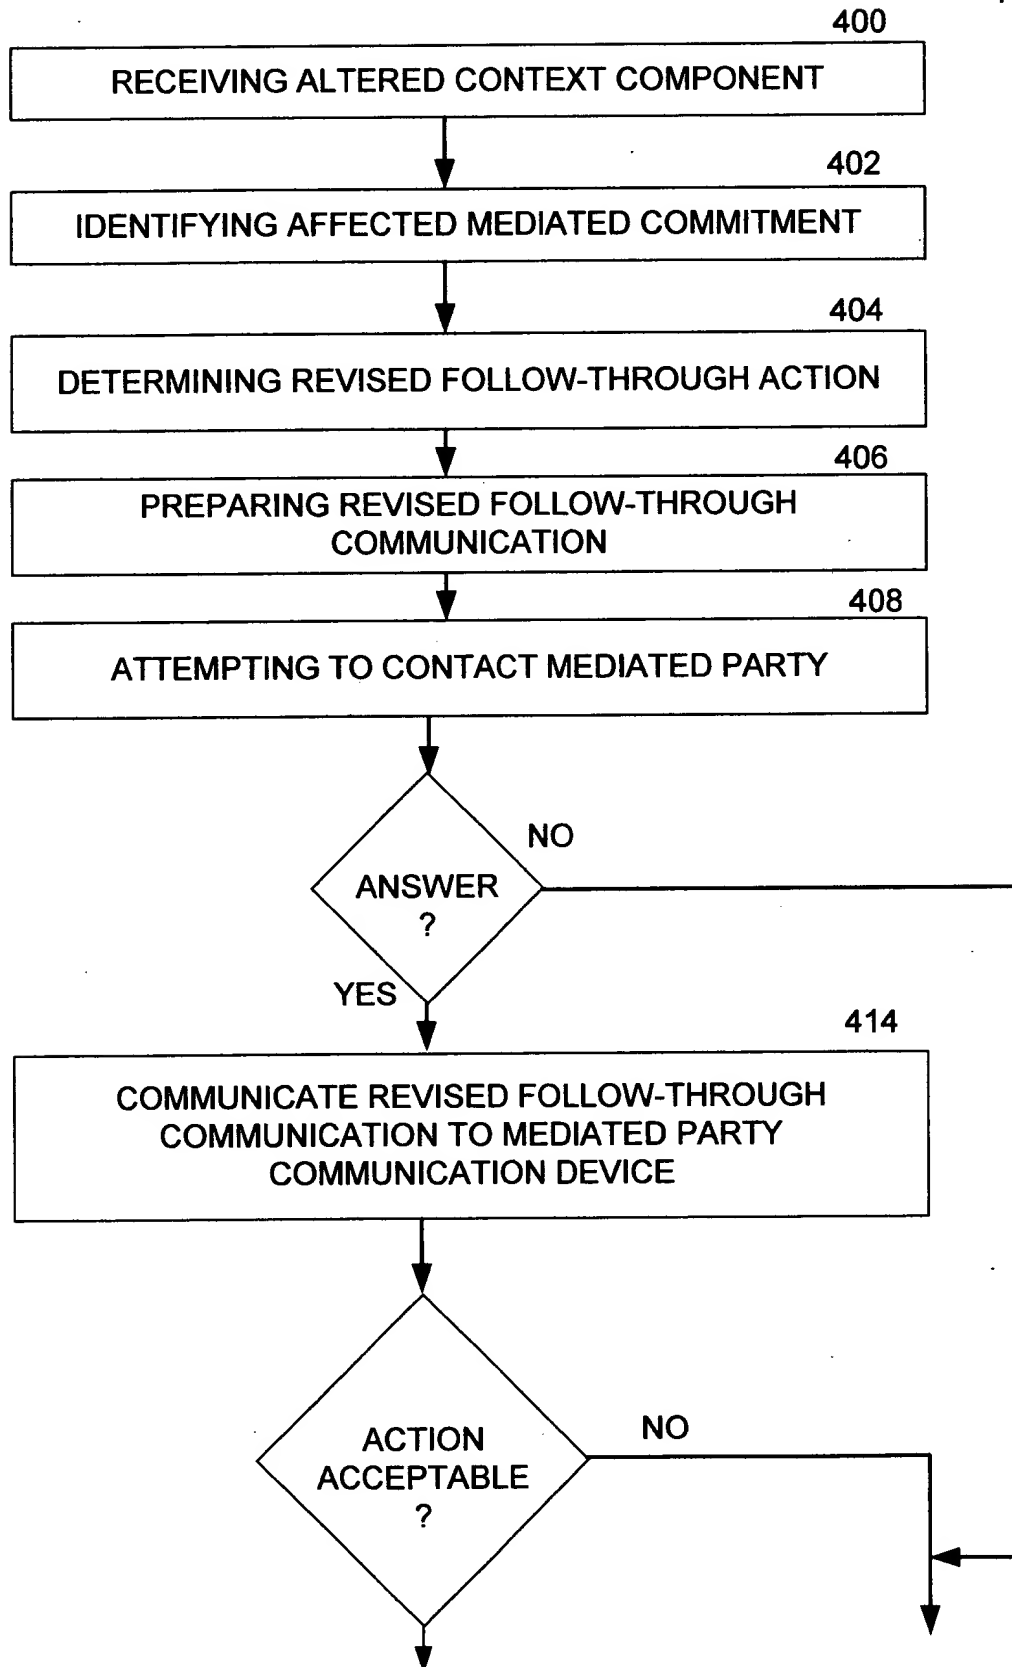 400
RECEIVING ALTERED CONTEXT COMPONENT
402
IDENTIFYING AFFECTED MEDIATED COMMITMENT
404
DETERMINING REVISED FOLLOW-THROUGH ACTION
406
PREPARING REVISED FOLLOW-THROUGH
COMMUNICATION
408
ATTEMPTING TO CONTACT MEDIATED PARTY
NO
ANSWER
?
YES
414
COMMUNICATE REVISED FOLLOW-THROUGH
COMMUNICATION TO MEDIATED PARTY
COMMUNICATION DEVICE
NO
ACTION
ACCEPTABLE
?